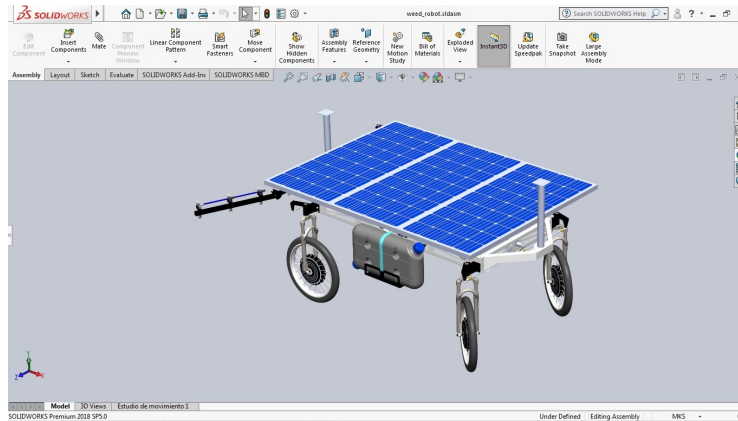 SOLIDWORKS
weed_robot.sldasm
Search SOLIDWORKS Help
Edit Component
Insert Components
Mate
Component Preview Window
Linear Component Pattern
Smart Fasteners
Move Component
Show Hidden Components
Assembly Features
Reference Geometry
New Motion Study
Bill of Materials
Exploded View
Instant3D
Update Speedpak
Take Snapshot
Large Assembly Mode
Assembly Layout Sketch Evaluate SOLIDWORKS Add-Ins SOLIDWORKS MBD
Y
Z X
Model 3D Views Estudio de movimiento 1
SOLIDWORKS Premium 2018 SP5.0 Under Defined Editing Assembly MKS